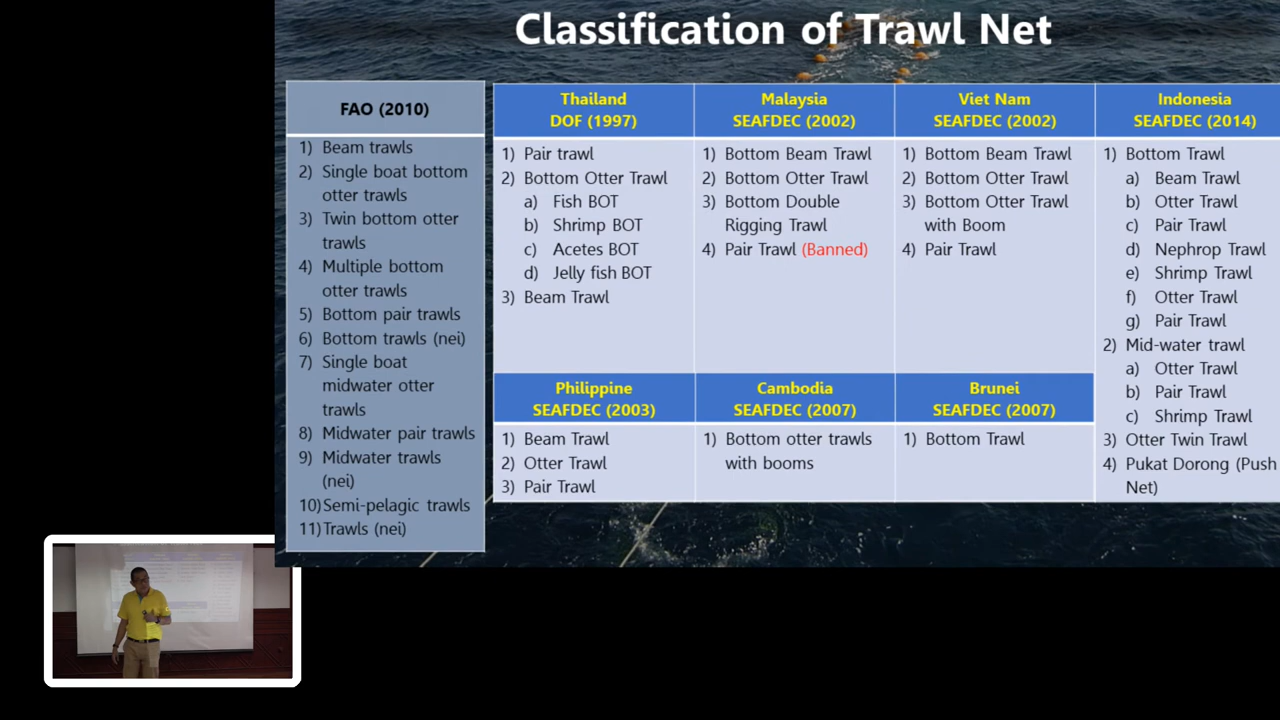 Classification of Trawl Net
FAO (2010)
1) Beam trawls
2) Single boat bottom
otter trawls
3) Twin bottom otter
trawls
4) Multiple bottom
otter trawls
5) Bottom pair trawls
6) Bottom trawls (nei)
7) Single boat
midwater otter
trawls
8) Midwater pair trawls
9) Midwater trawls
(nei)
10) Semi-pelagic trawls
11) Trawls (nei)
Thailand
DOF (1997)
1) Pair trawl
2) Bottom Otter Trawl
a) Fish BOT
b) Shrimp BOT
c) Acetes BOT
d) Jelly fish BOT
3) Beam Trawl
Malaysia
SEAFDEC (2002)
1) Bottom Beam Trawl
2) Bottom Otter Trawl
3) Bottom Double
Rigging Trawl
4) Pair Trawl (Banned)
Viet Nam
SEAFDEC (2002)
1) Bottom Beam Trawl
2) Bottom Otter Trawl
3) Bottom Otter Trawl
with Boom
4) Pair Trawl
Indonesia
SEAFDEC (2014)
1) Bottom Trawl
a) Beam Trawl
b) Otter Trawl
c) Pair Trawl
d) Nephrop Trawl
e) Shrimp Trawl
f) Otter Trawl
g) Pair Trawl
2) Mid-water trawl
a) Otter Trawl
b) Pair Trawl
c) Shrimp Trawl
3) Otter Twin Trawl
4) Pukat Dorong (Push
Net)
Philippine
SEAFDEC (2003)
1) Beam Trawl
2) Otter Trawl
3) Pair Trawl
Cambodia
SEAFDEC (2007)
1) Bottom otter trawls
with booms
Brunei
SEAFDEC (2007)
1) Bottom Trawl